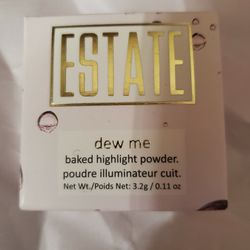 ESTATE
dew me
baked highlight powder.
poudre illuminateur cuit.
Net Wt./Poids Net: 3.2g / 0.11 oz